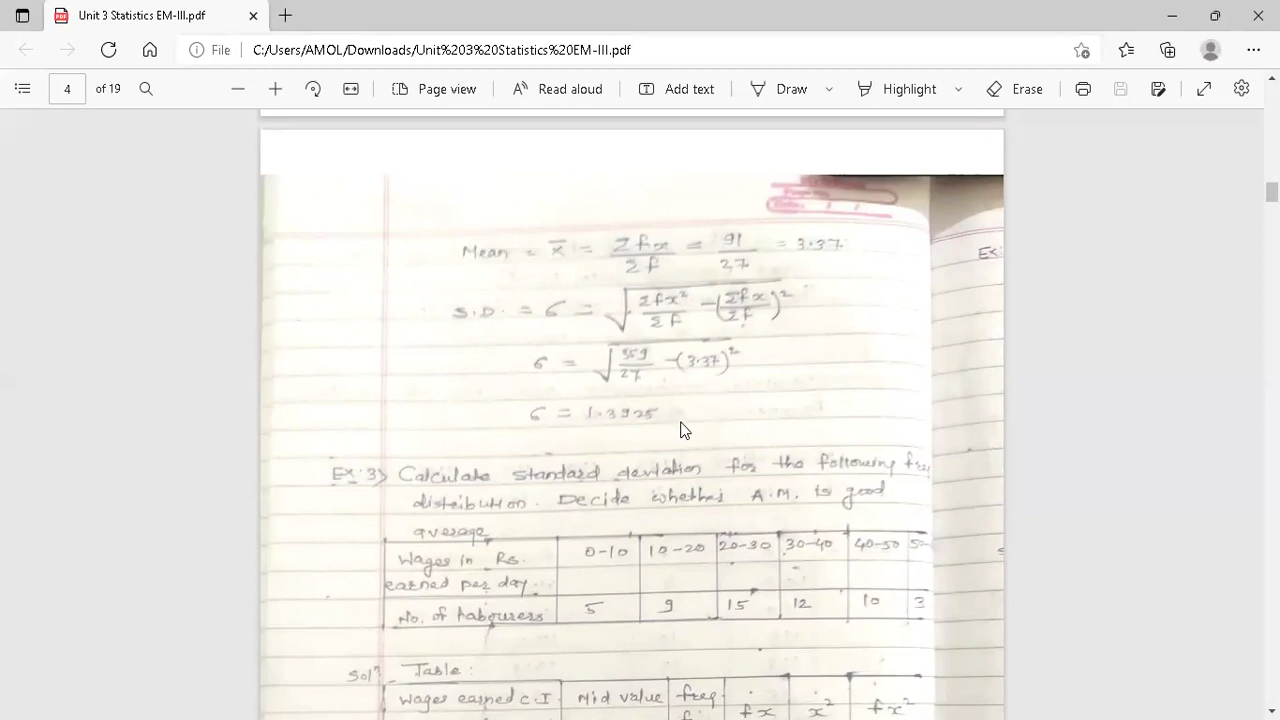 Unit 3 Statistics EM-III.pdf
File C:/Users/AMOL/Downloads/Unit%203%20Statistics%20EM-III.pdf
4 of 19 Page view Read aloud Add text Draw Highlight Erase
Mean = x̄ = Σfx/Σf = 91/27 = 3.37
S.D. = σ = √(Σfx²/Σf - (Σfx/Σf)²)
σ = √(359/27 - (3.37)²)
σ = 1.3925
Ex.3) Calculate standard deviation for the following
distribution. Decide whether A.M. is good
average
Wages in Rs. 0-10 10-20 20-30 30-40 40-50
earned per day.
No. of labourers 5 9 15 12 10 3
Solⁿ. Table:
Wages earned C.I Mid value freq fx x² fx²